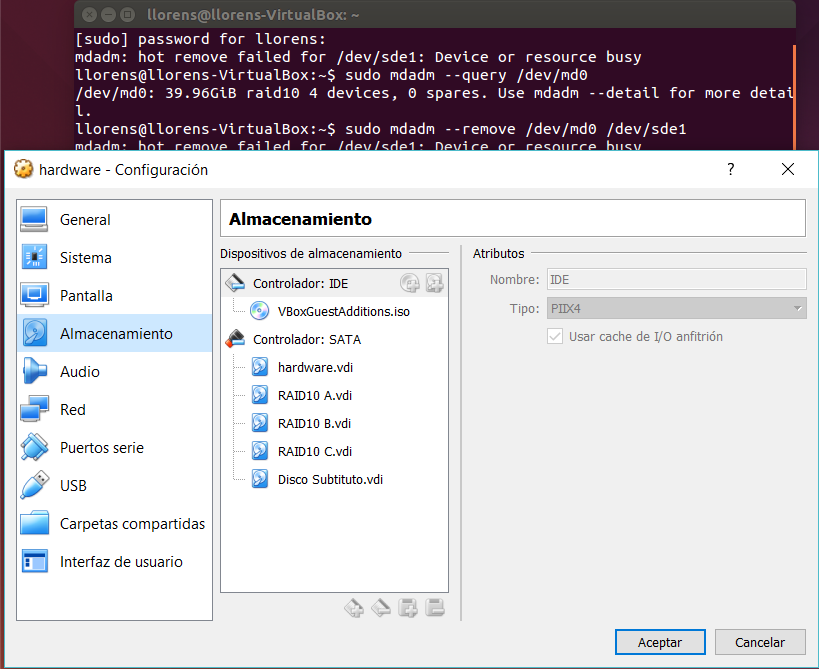 llorens@llorens-VirtualBox: ~
[sudo] password for llorens:
mdadm: hot remove failed for /dev/sde1: Device or resource busy
llorens@llorens-VirtualBox:~$ sudo mdadm --query /dev/md0
/dev/md0: 39.96GiB raid10 4 devices, 0 spares. Use mdadm --detail for more detai
l.
llorens@llorens-VirtualBox:~$ sudo mdadm --remove /dev/md0 /dev/sde1
mdadm: hot remove failed for /dev/sde1: Device or resource busy
hardware - Configuración
?
General
Sistema
Pantalla
Almacenamiento
Audio
Red
Puertos serie
USB
Carpetas compartidas
Interfaz de usuario
Almacenamiento
Dispositivos de almacenamiento
Controlador: IDE
VBoxGuestAdditions.iso
Controlador: SATA
hardware.vdi
RAID10 A.vdi
RAID10 B.vdi
RAID10 C.vdi
Disco Subtituto.vdi
Atributos
Nombre: IDE
Tipo: PIIX4
Usar cache de I/O anfitrión
Aceptar
Cancelar